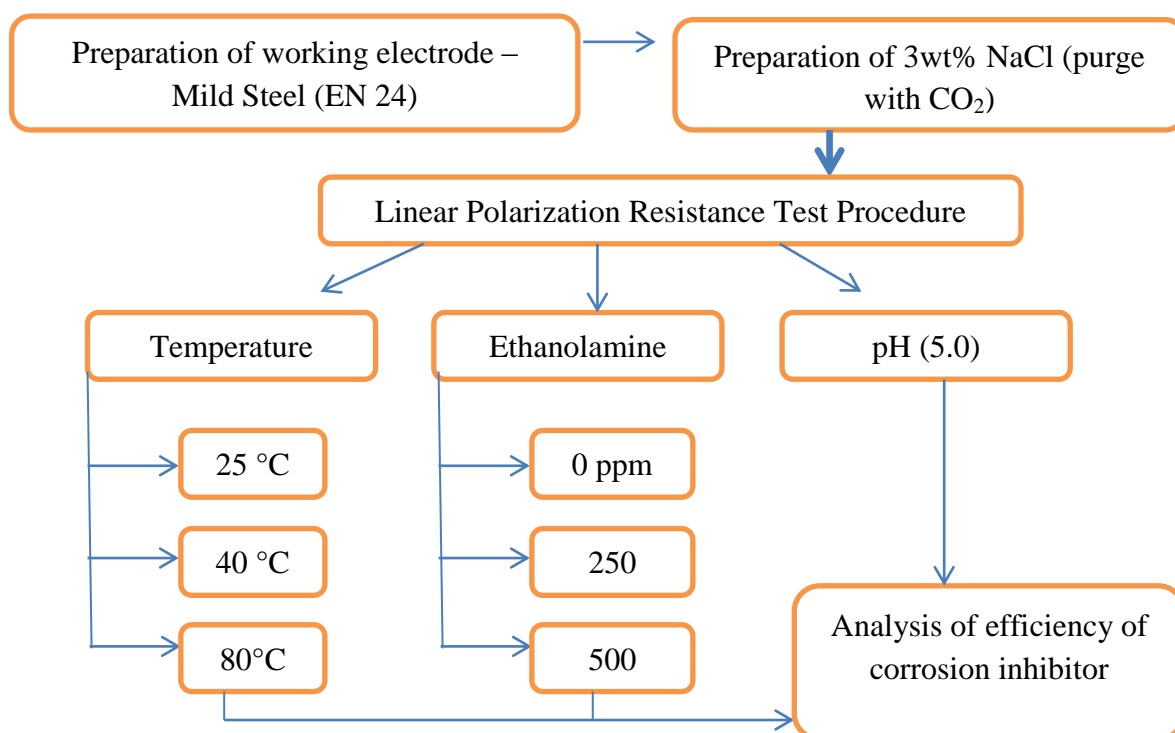 Preparation of working electrode –
Mild Steel (EN 24)
Preparation of 3wt% NaCl (purge
with CO₂)
Linear Polarization Resistance Test Procedure
Temperature
Ethanolamine
pH (5.0)
25 °C
0 ppm
40 °C
250
80°C
500
Analysis of efficiency of
corrosion inhibitor